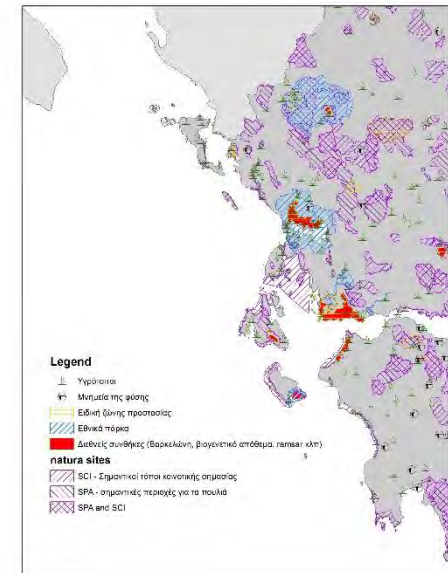 Legend
Υγρότοποι
Μνημεία της φύσης
Ειδική ζώνης προστασίας
Εθνικά πάρκα
Διεθνείς συνθήκες (Βαρκελώνη, βιογενετικό απόθεμα, ramsar κλπ)
natura sites
SCI - Σημαντικοί τόποι κοινοτικής σημασίας
SPA - σημαντικές περιοχές για τα πουλιά
SPA and SCI